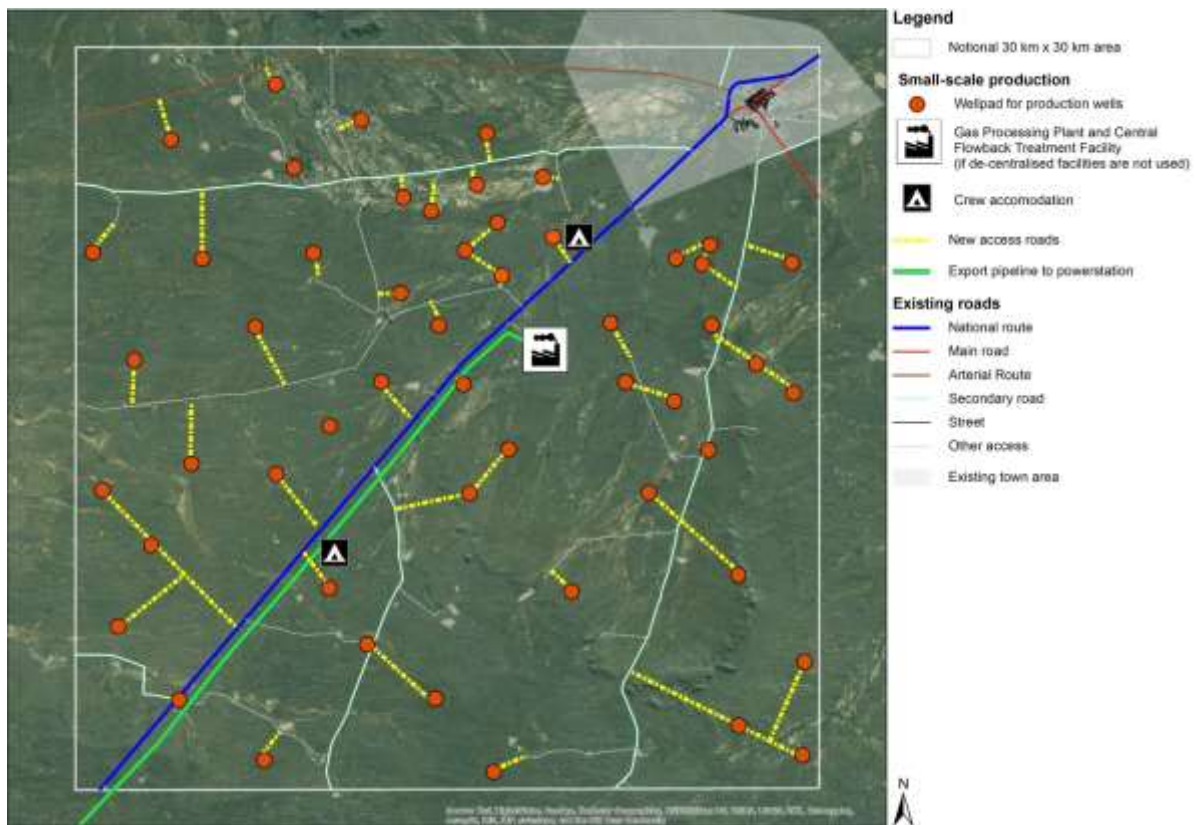 Legend
Notional 30 km x 30 km area
Small-scale production
Wellpad for production wells
Gas Processing Plant and Central
Flowback Treatment Facility
(if de-centralised facilities are not used)
Crew accomodation
New access roads
Export pipeline to powerstation
Existing roads
National route
Main road
Arterial Route
Secondary road
Street
Other access
Existing town area
N